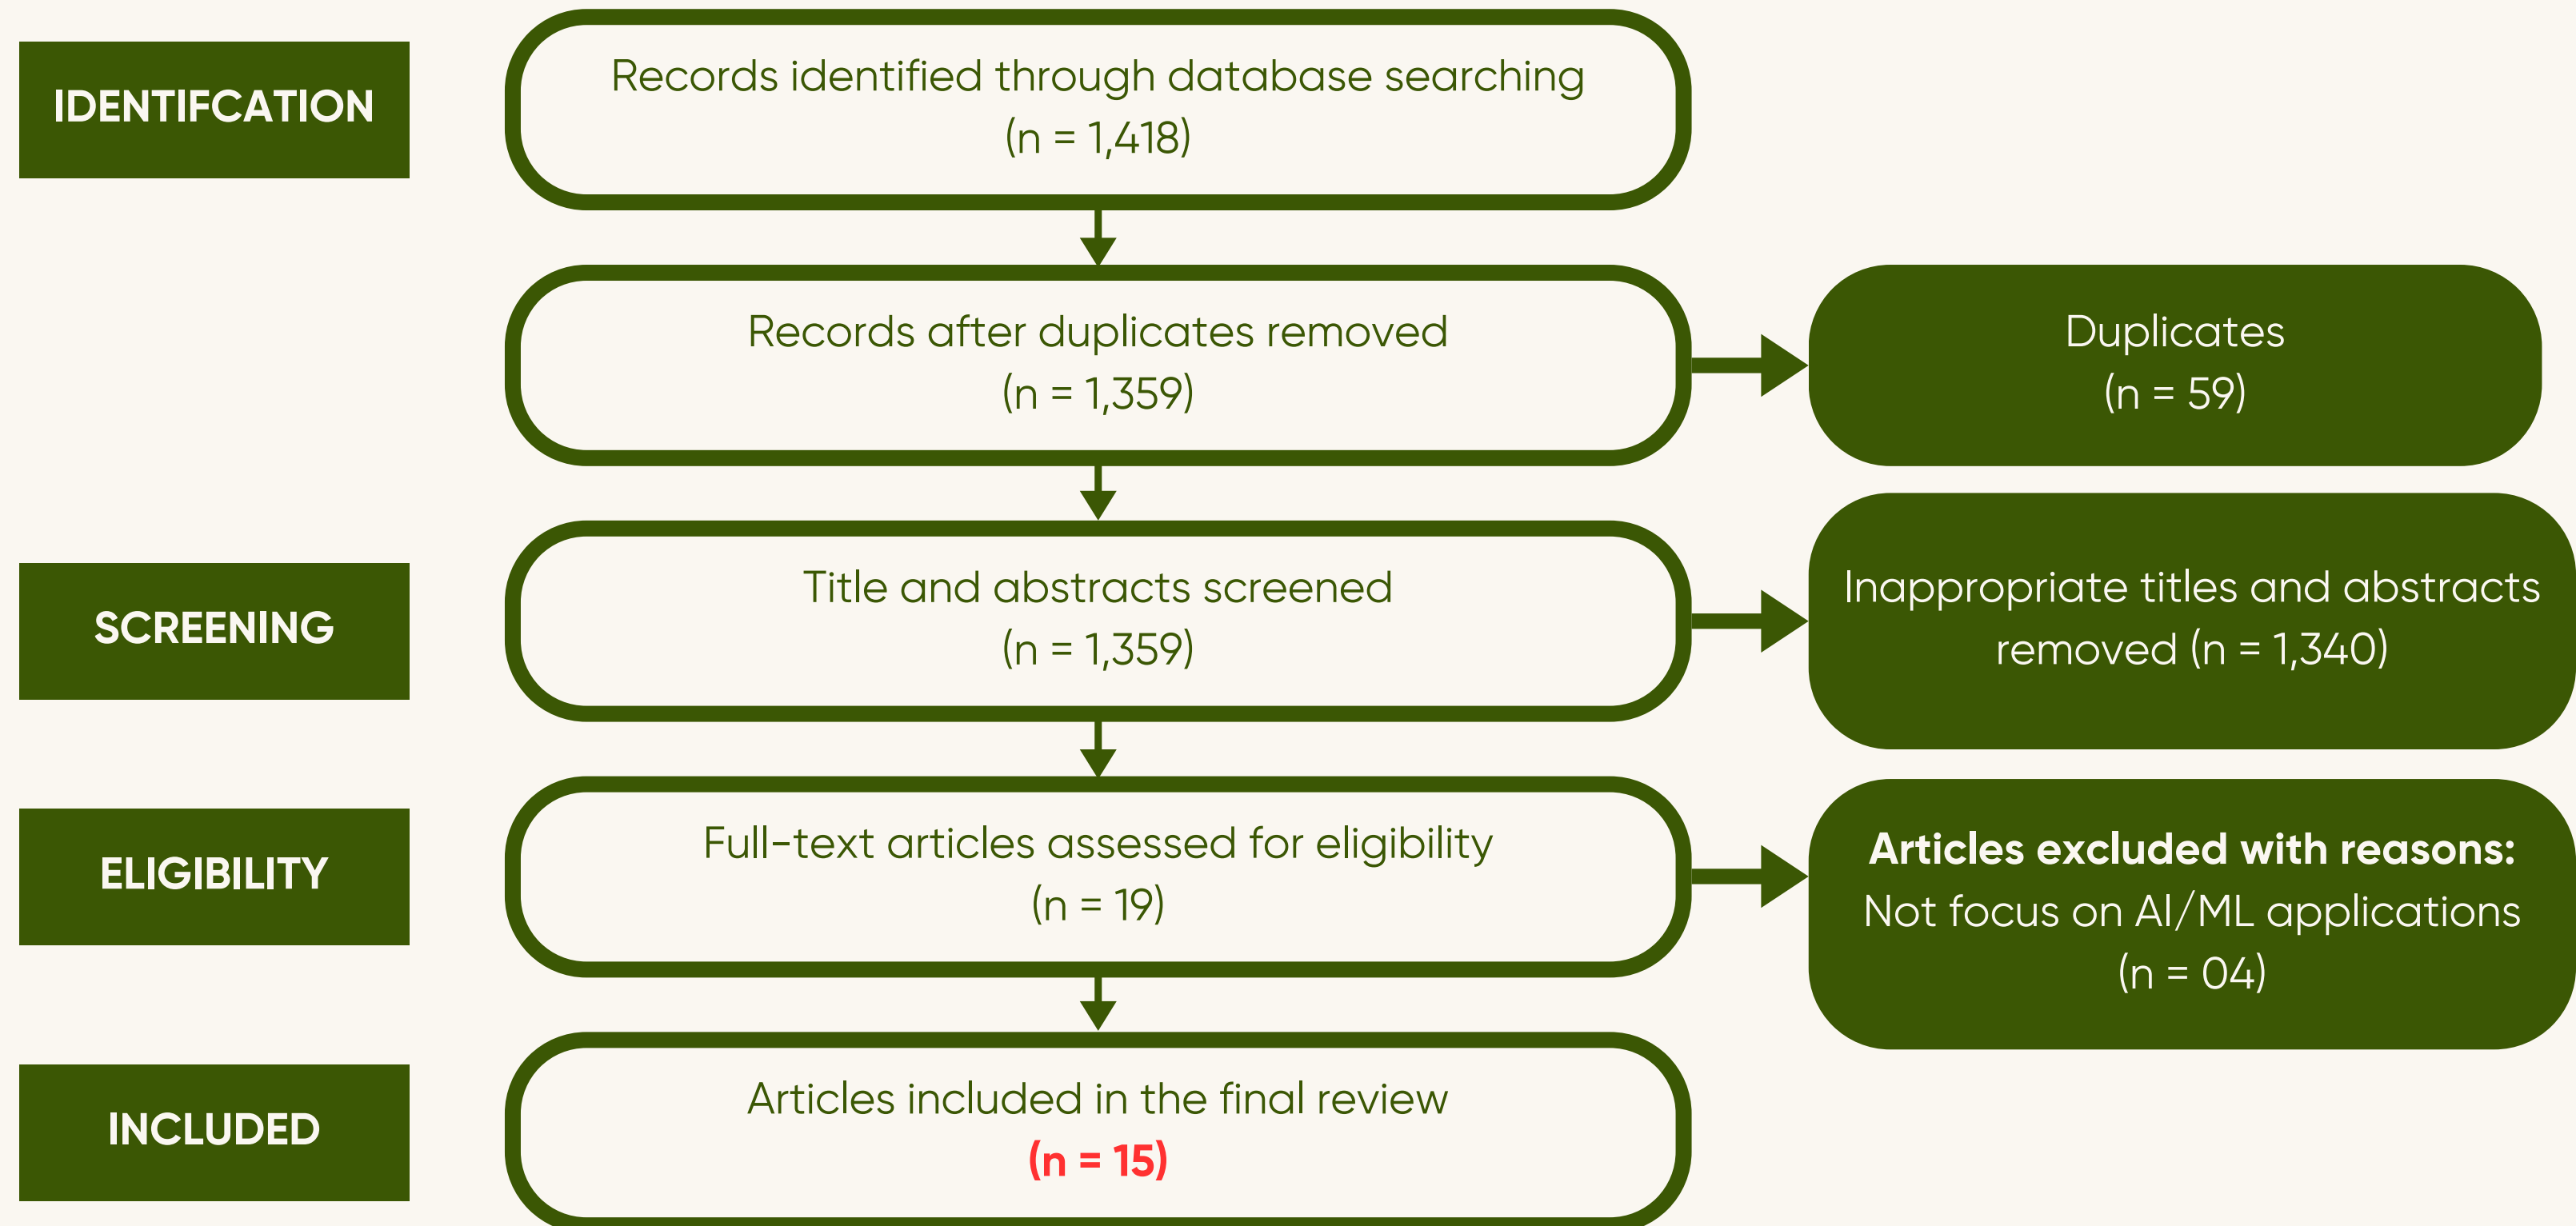 IDENTIFCATION
Records identified through database searching
(n = 1,418)
Records after duplicates removed
(n = 1,359)
Duplicates
(n = 59)
SCREENING
Title and abstracts screened
(n = 1,359)
Inappropriate titles and abstracts
removed (n = 1,340)
ELIGIBILITY
Full-text articles assessed for eligibility
(n = 19)
Articles excluded with reasons:
Not focus on AI/ML applications
(n = 04)
INCLUDED
Articles included in the final review
(n = 15)